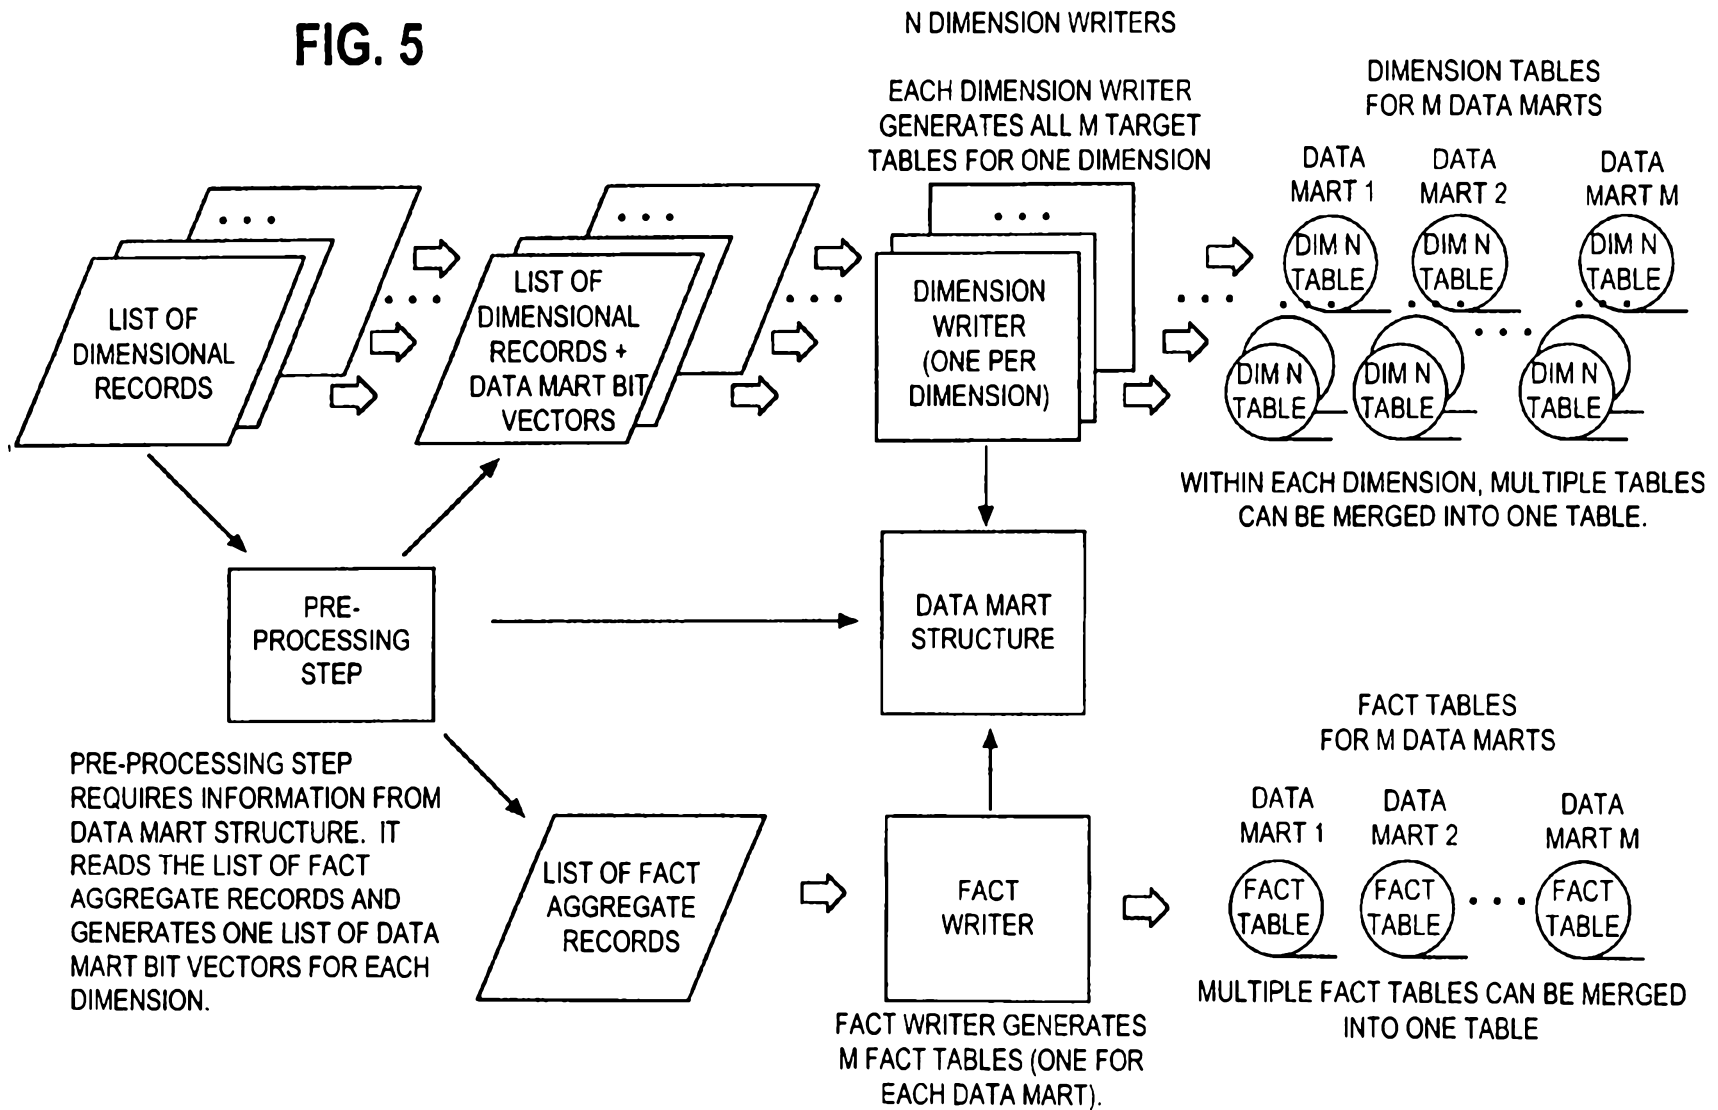 FIG. 5
N DIMENSION WRITERS
EACH DIMENSION WRITER
GENERATES ALL M TARGET
TABLES FOR ONE DIMENSION
DIMENSION TABLES
FOR M DATA MARTS
DATA
MART 1
DATA
MART 2
DATA
MART M
• • •
LIST OF
DIMENSIONAL
RECORDS
• • •
• • •
LIST OF
DIMENSIONAL
RECORDS +
DATA MART BIT
VECTORS
• • •
• • •
DIMENSION
WRITER
(ONE PER
DIMENSION)
• • •
DIM N
TABLE
DIM N
TABLE
DIM N
TABLE
• • •
• • •
• • •
• • •
DIM N
TABLE
DIM N
TABLE
DIM N
TABLE
WITHIN EACH DIMENSION, MULTIPLE TABLES
CAN BE MERGED INTO ONE TABLE.
PRE-
PROCESSING
STEP
DATA MART
STRUCTURE
PRE-PROCESSING STEP
REQUIRES INFORMATION FROM
DATA MART STRUCTURE. IT
READS THE LIST OF FACT
AGGREGATE RECORDS AND
GENERATES ONE LIST OF DATA
MART BIT VECTORS FOR EACH
DIMENSION.
LIST OF FACT
AGGREGATE
RECORDS
FACT
WRITER
FACT WRITER GENERATES
M FACT TABLES (ONE FOR
EACH DATA MART).
FACT TABLES
FOR M DATA MARTS
DATA
MART 1
DATA
MART 2
DATA
MART M
FACT
TABLE
FACT
TABLE
• • •
FACT
TABLE
MULTIPLE FACT TABLES CAN BE MERGED
INTO ONE TABLE